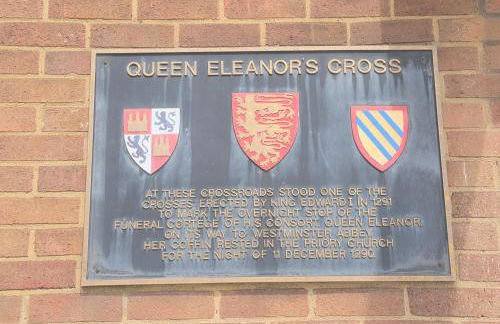 QUEEN ELEANOR'S CROSS
AT THESE CROSSROADS STOOD ONE OF THE
CROSSES ERECTED BY KING EDWARD I IN 1291
TO MARK THE OVERNIGHT STOP OF THE
FUNERAL CORTEGE OF HIS CONSORT QUEEN ELEANOR
ON ITS WAY TO WESTMINSTER ABBEY
HER COFFIN RESTED IN THE PRIORY CHURCH
FOR THE NIGHT OF 11 DECEMBER 1290